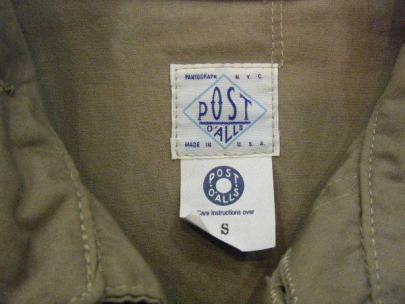 PANTOGRAPH N.Y.C.
POST
O'ALLS
MADE IN U.S.A.
POST
O'ALLS
Care Instructions over
S